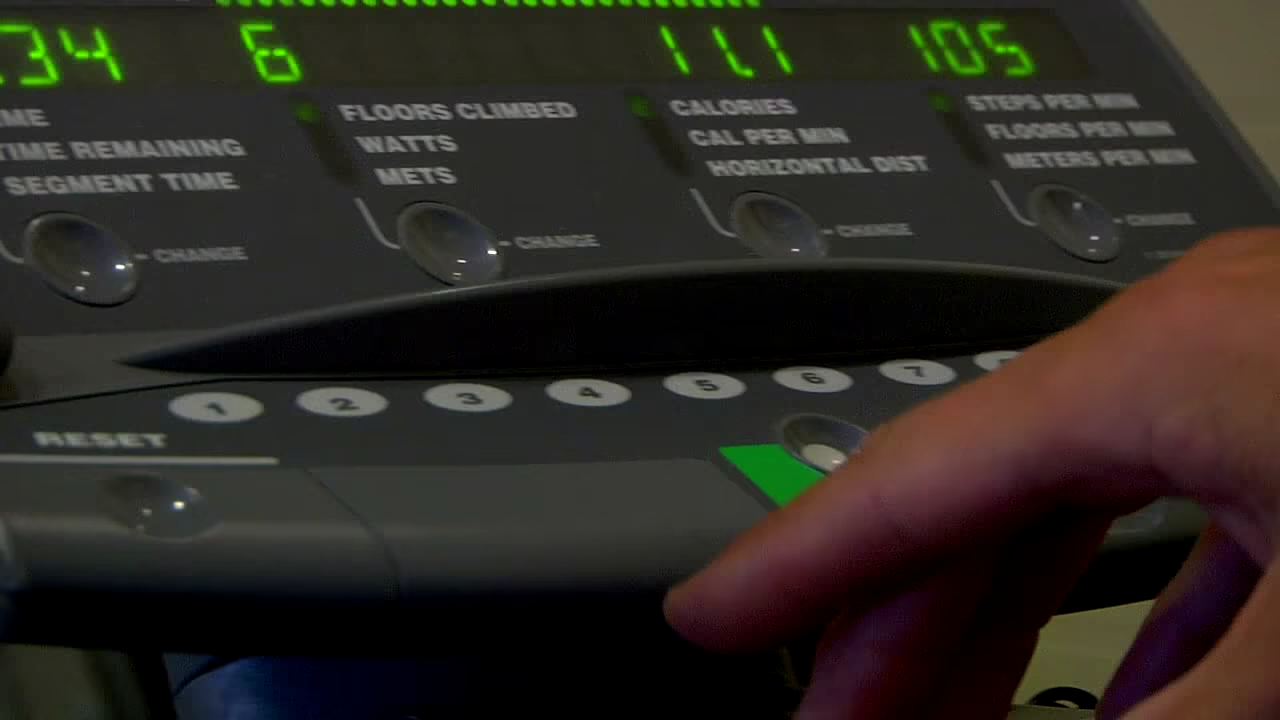 :34 6 111 105
FLOORS CLIMBED
WATTS
METS
CALORIES
CAL PER MIN
HORIZONTAL DIST
STEPS PER MIN
FLOORS PER MIN
METERS PER MIN
TIME REMAINING
SEGMENT TIME
CHANGE CHANGE CHANGE CHANGE
1 2 3 4 5 6 7
RESET